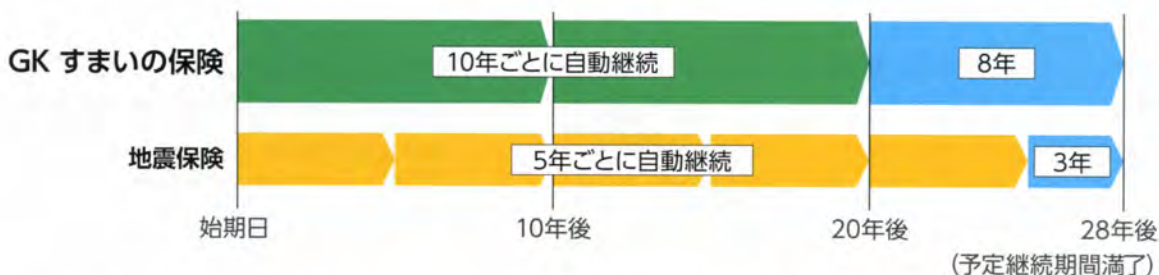 GK すまいの保険
10年ごとに自動継続
8年
地震保険
5年ごとに自動継続
3年
始期日
10年後
20年後
28年後
(予定継続期間満了)